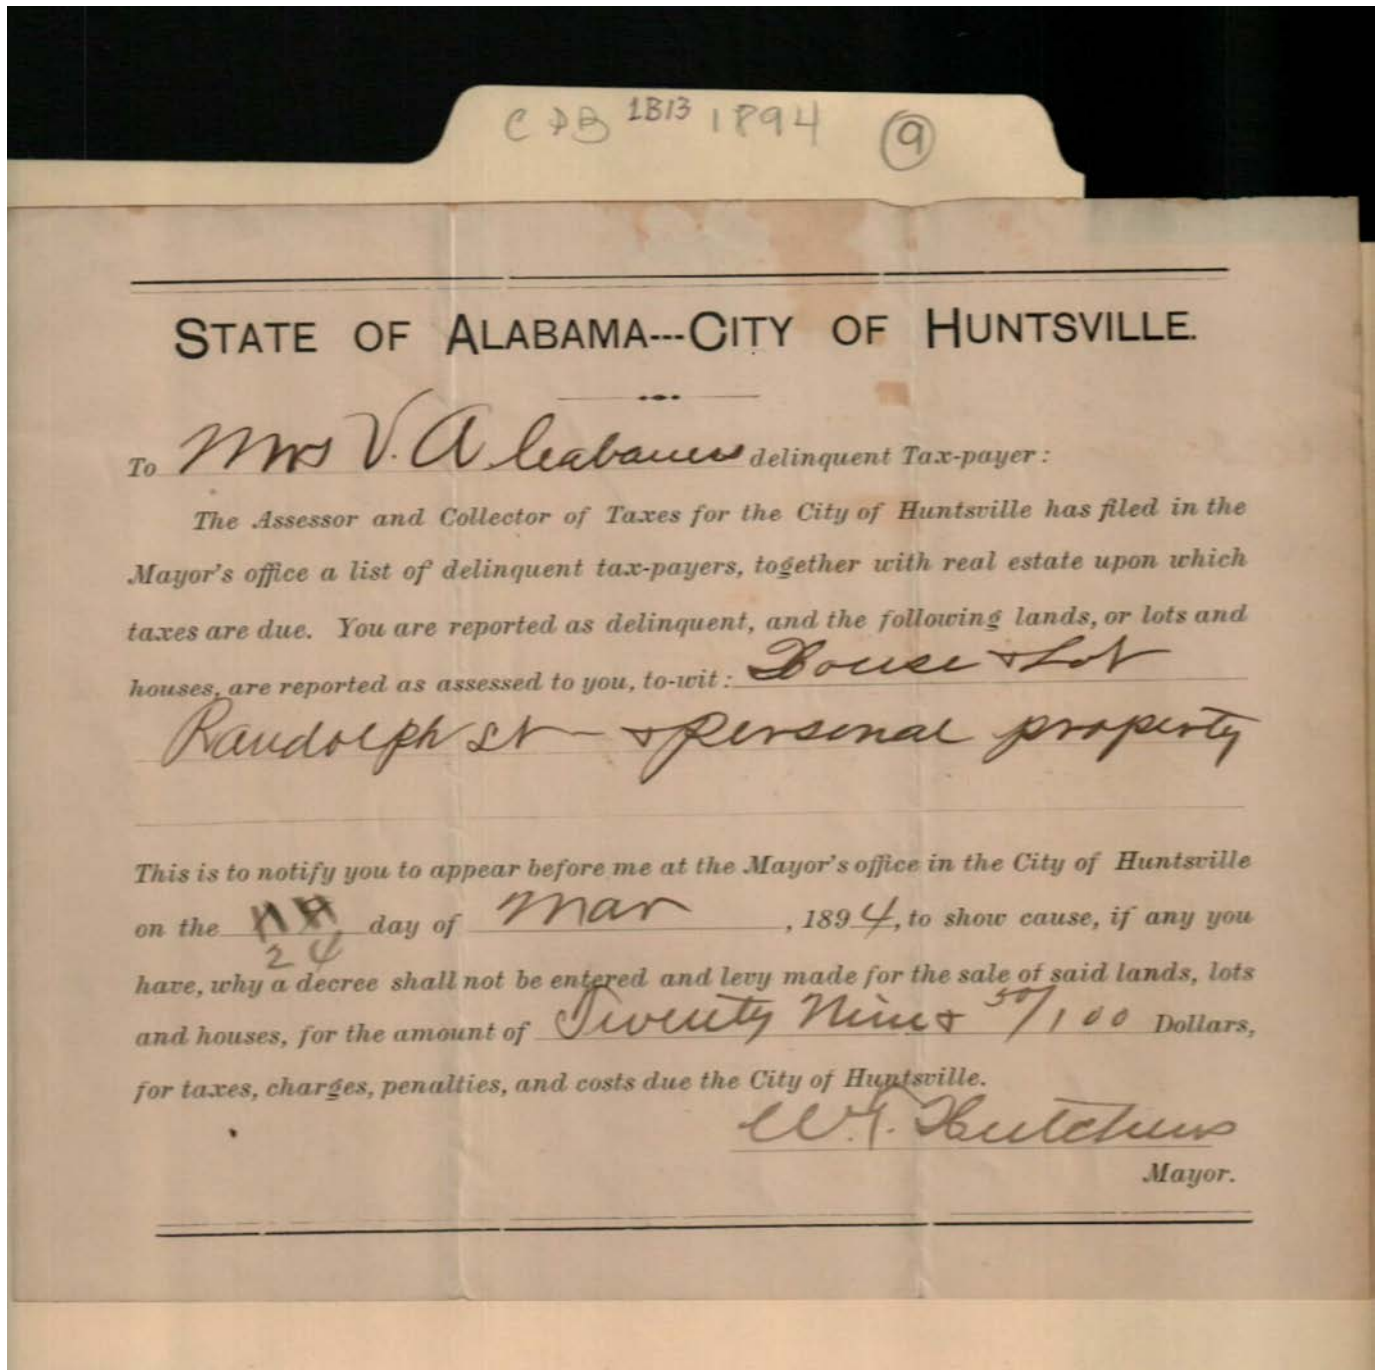 CDB 1B13 1894 9
STATE OF ALABAMA---CITY OF HUNTSVILLE.
To Mrs V. A. delinquent Tax-payer:
The Assessor and Collector of Taxes for the City of Huntsville has filed in the
Mayor's office a list of delinquent tax-payers, together with real estate upon which
taxes are due. You are reported as delinquent, and the following lands, or lots and
houses, are reported as assessed to you, to-wit: House & Lot
Randolph St - & personal property
This is to notify you to appear before me at the Mayor's office in the City of Huntsville
on the day of Mar, 1894, to show cause, if any you
24
have, why a decree shall not be entered and levy made for the sale of said lands, lots
and houses, for the amount of Twenty Nine & 50/100 Dollars,
for taxes, charges, penalties, and costs due the City of Huntsville.
W. T. Hutchens
Mayor.